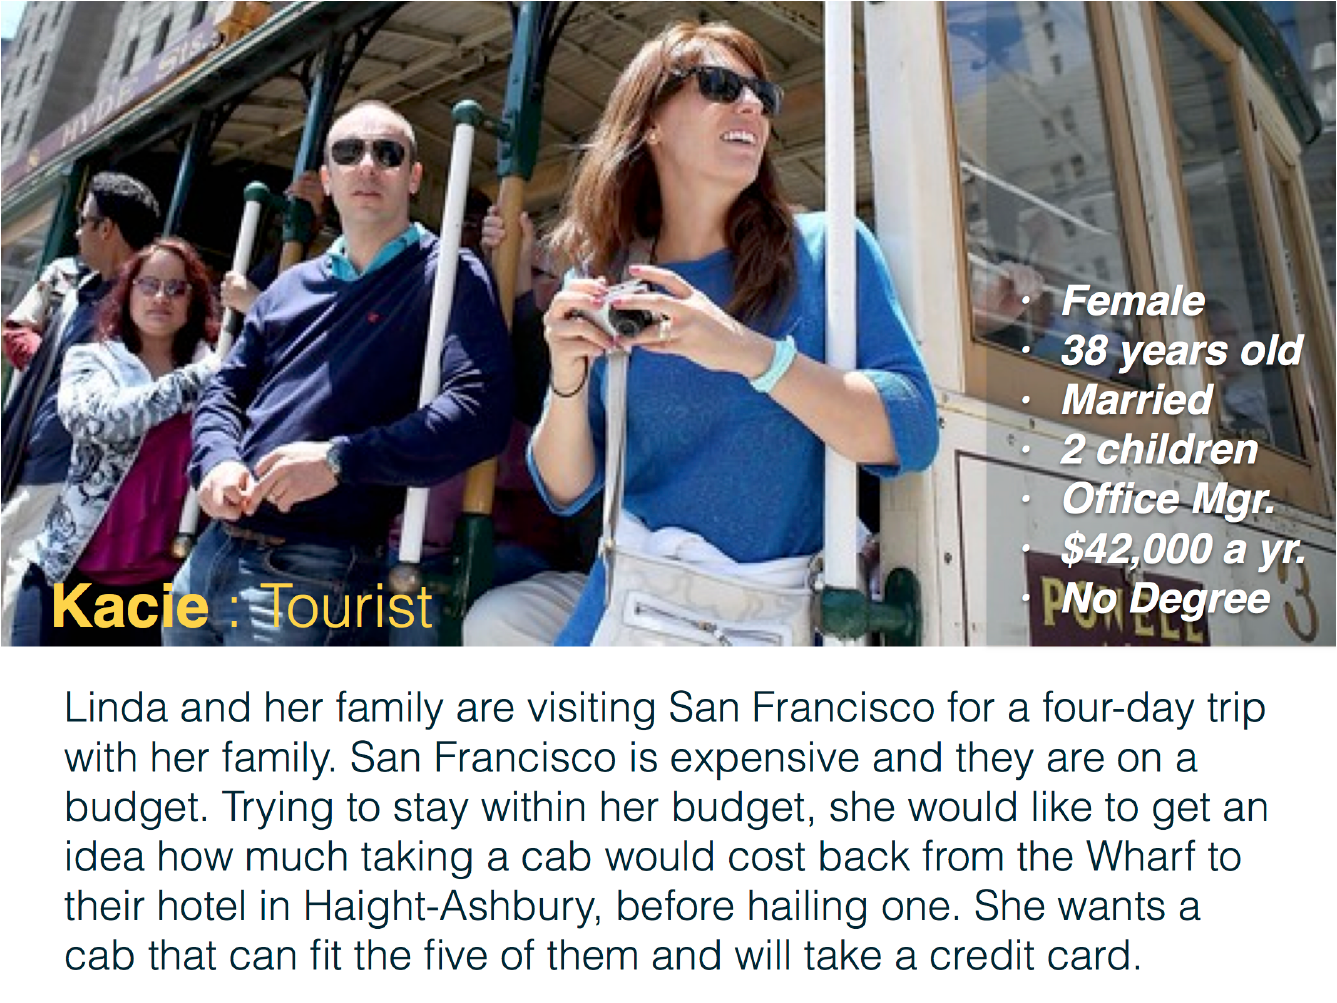 HYDE Sts.
· Female
· 38 years old
· Married
· 2 children
· Office Mgr.
· $42,000 a yr.
· No Degree
POWELL
3
Kacie : Tourist
Linda and her family are visiting San Francisco for a four-day trip
with her family. San Francisco is expensive and they are on a
budget. Trying to stay within her budget, she would like to get an
idea how much taking a cab would cost back from the Wharf to
their hotel in Haight-Ashbury, before hailing one. She wants a
cab that can fit the five of them and will take a credit card.